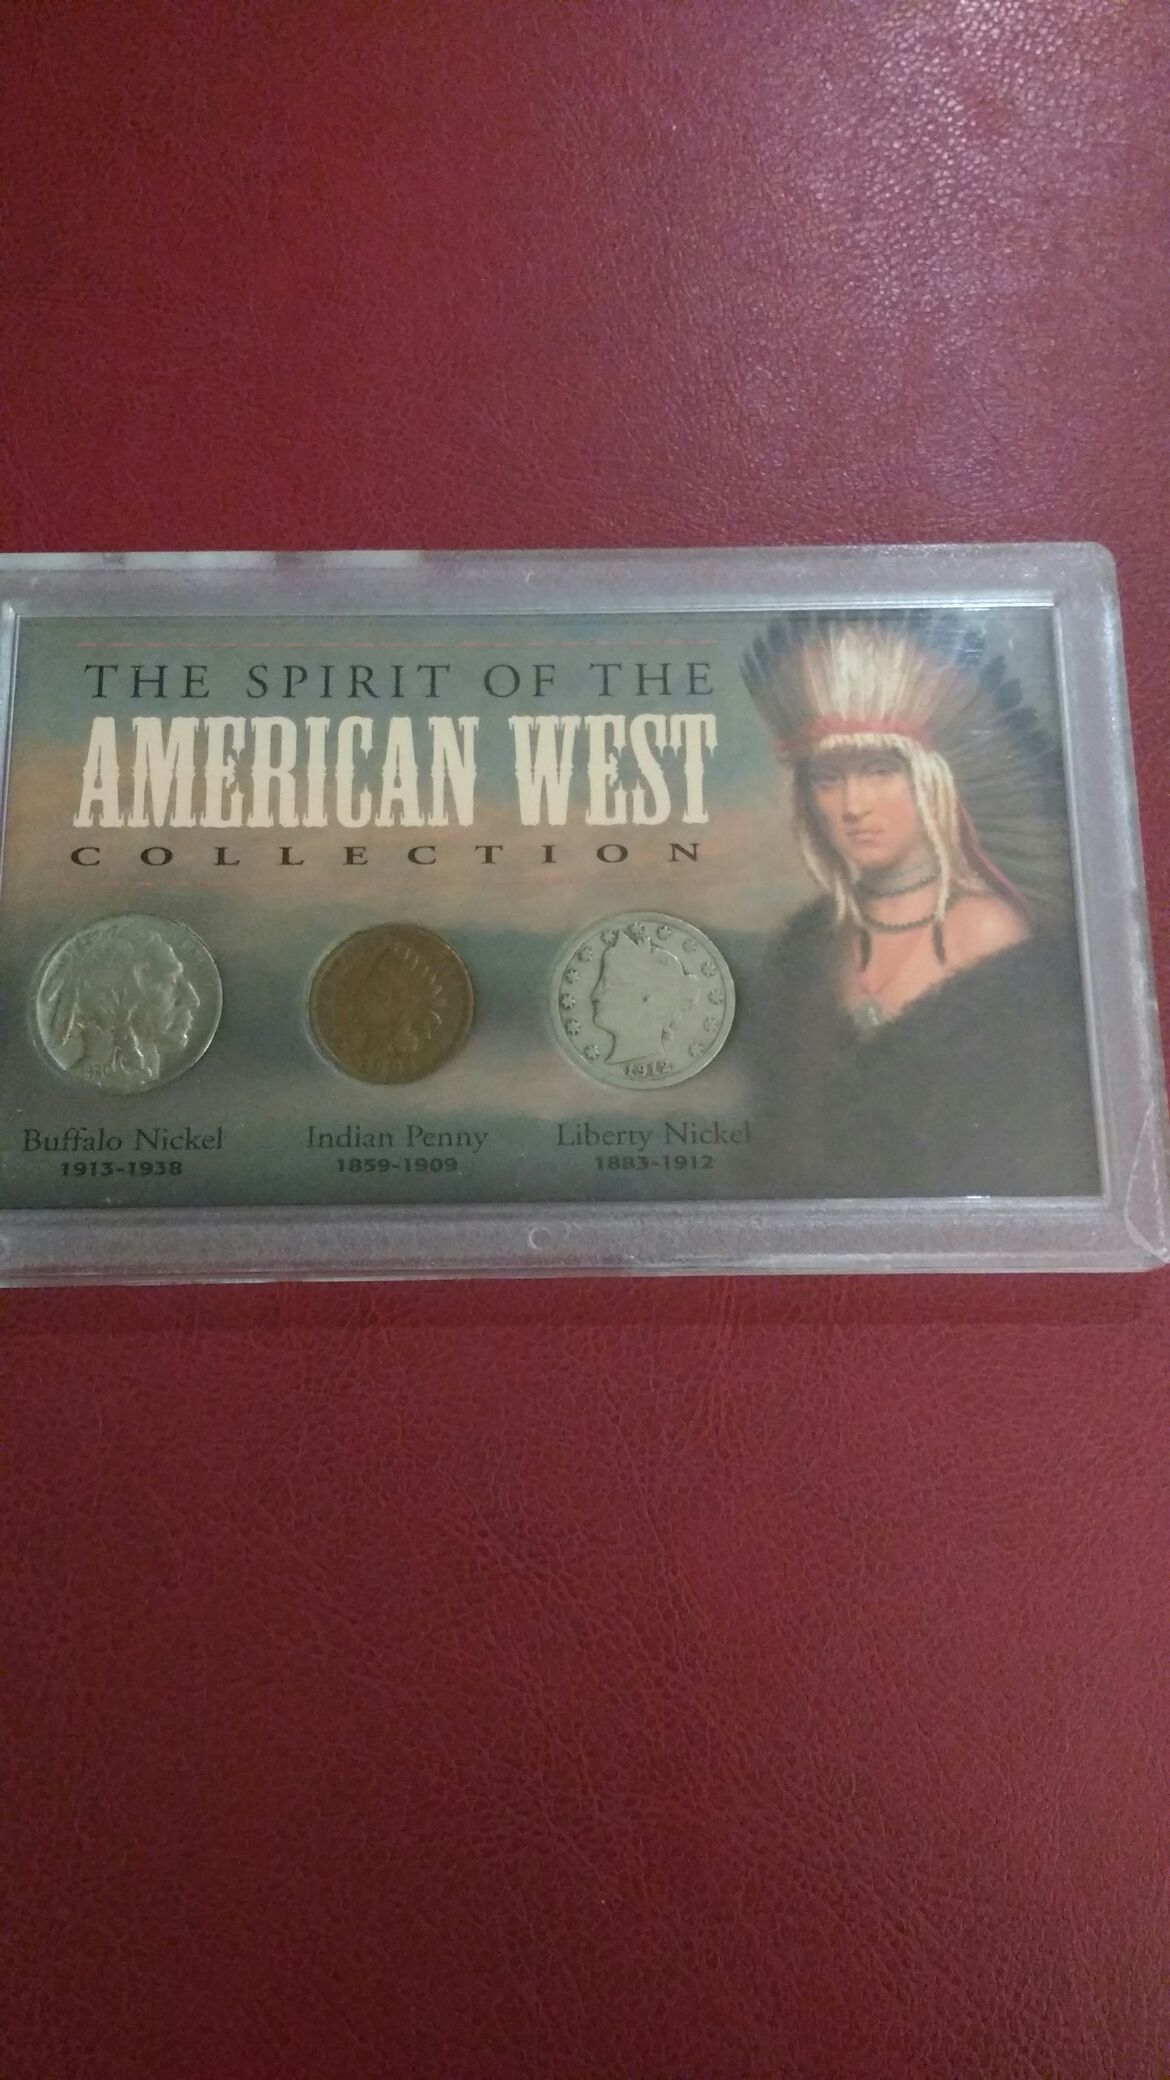 THE SPIRIT OF THE
AMERICAN WEST
COLLECTION
1912
Buffalo Nickel
1913-1938
Indian Penny
1859-1909
Liberty Nickel
1883-1912